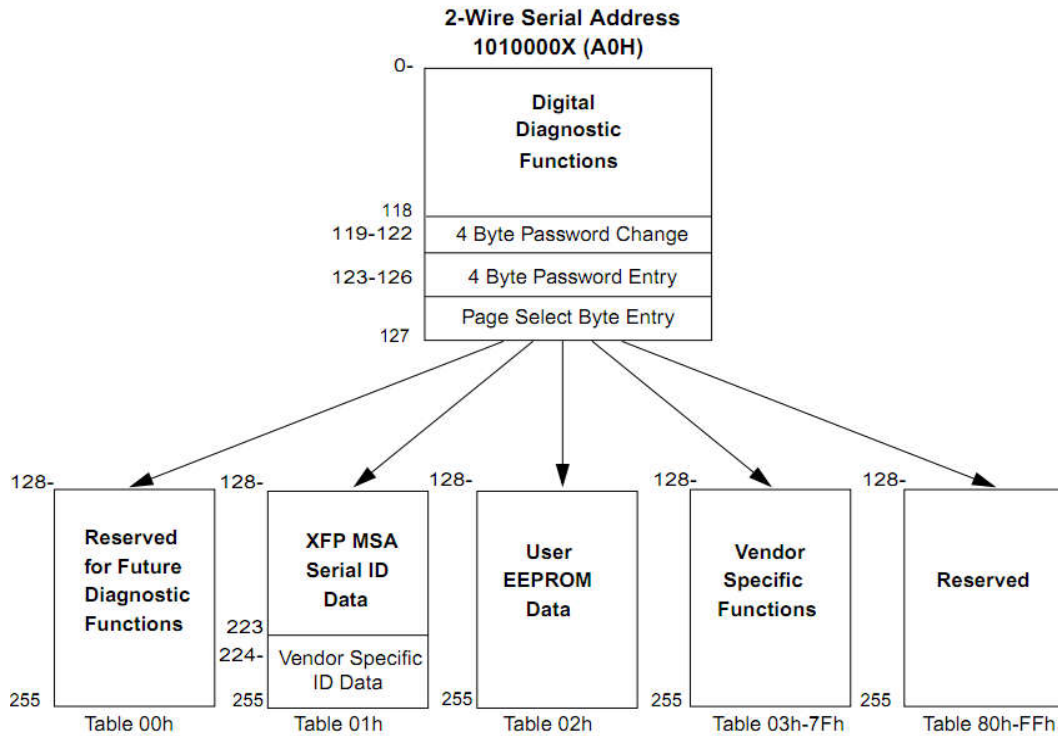 2-Wire Serial Address
1010000X (A0H)
0-
Digital
Diagnostic
Functions
118
119-122
4 Byte Password Change
123-126
4 Byte Password Entry
Page Select Byte Entry
127
128-
128-
128-
128-
128-
Reserved
for Future
Diagnostic
Functions
255
Table 00h
XFP MSA
Serial ID
Data
223
224-
Vendor Specific
ID Data
255
Table 01h
User
EEPROM
Data
255
Table 02h
Vendor
Specific
Functions
255
Table 03h-7Fh
Reserved
255
Table 80h-FFh